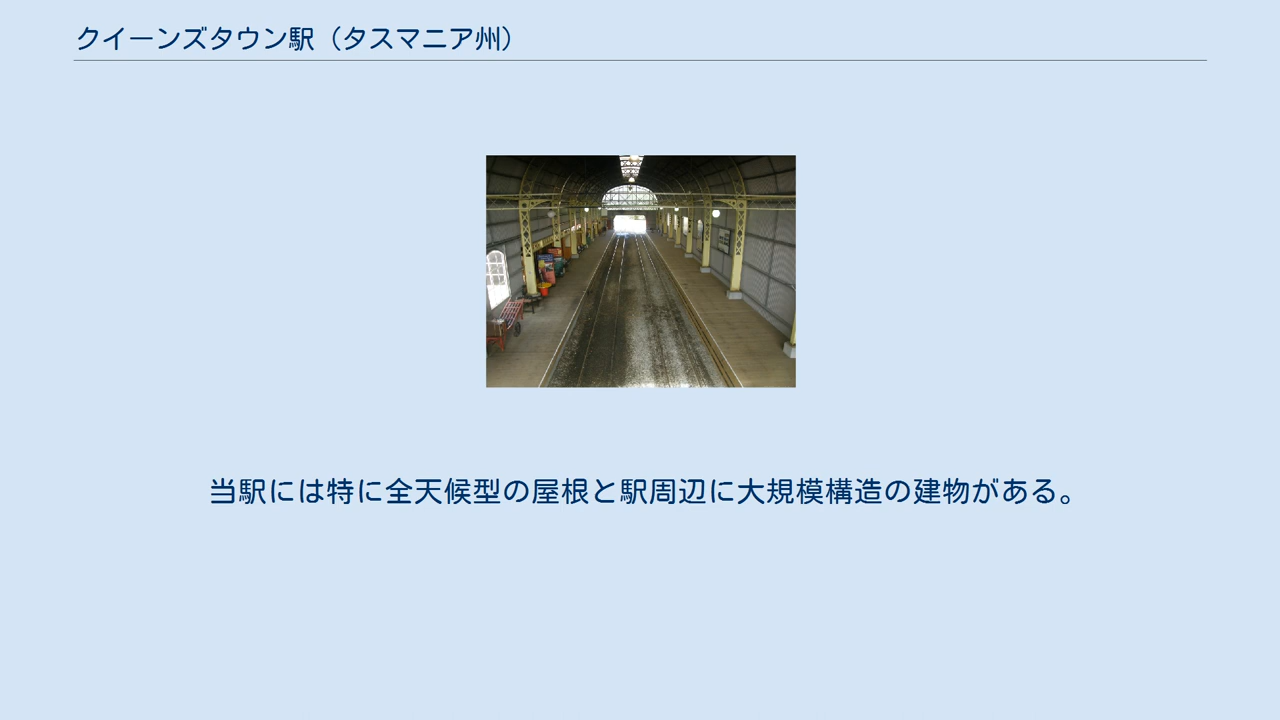 クイーンズタウン駅（タスマニア州）
当駅には特に全天候型の屋根と駅周辺に大規模構造の建物がある。